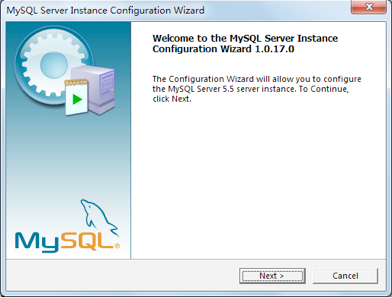 MySQL Server Instance Configuration Wizard
Welcome to the MySQL Server Instance
Configuration Wizard 1.0.17.0
The Configuration Wizard will allow you to configure
the MySQL Server 5.5 server instance. To Continue,
click Next.
MySQL®
Next >
Cancel